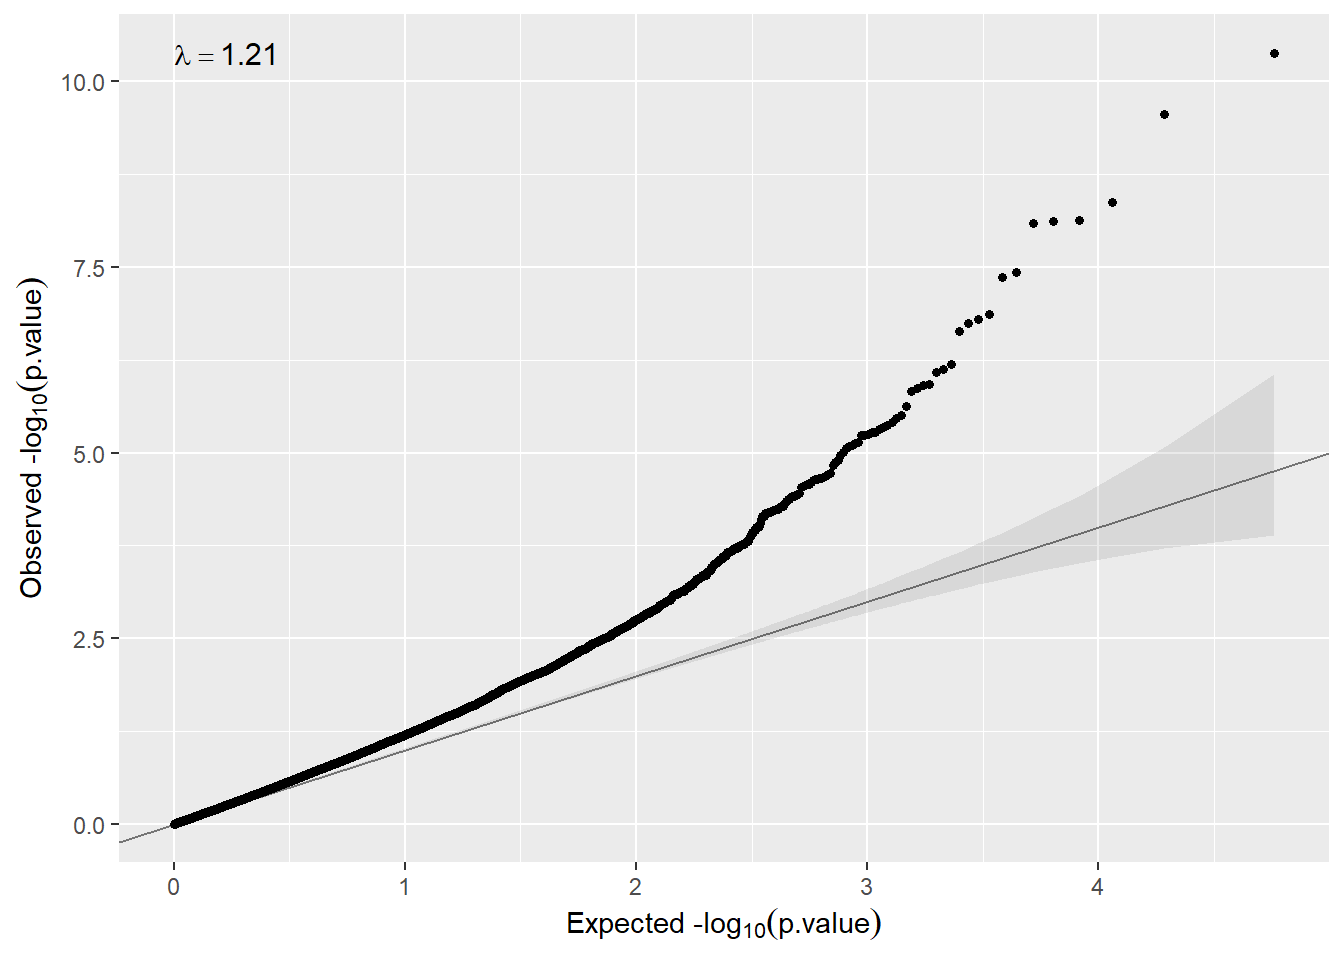 λ = 1.21
10.0
7.5
5.0
2.5
0.0
Observed -log₁₀(p.value)
0 1 2 3 4
Expected -log₁₀(p.value)